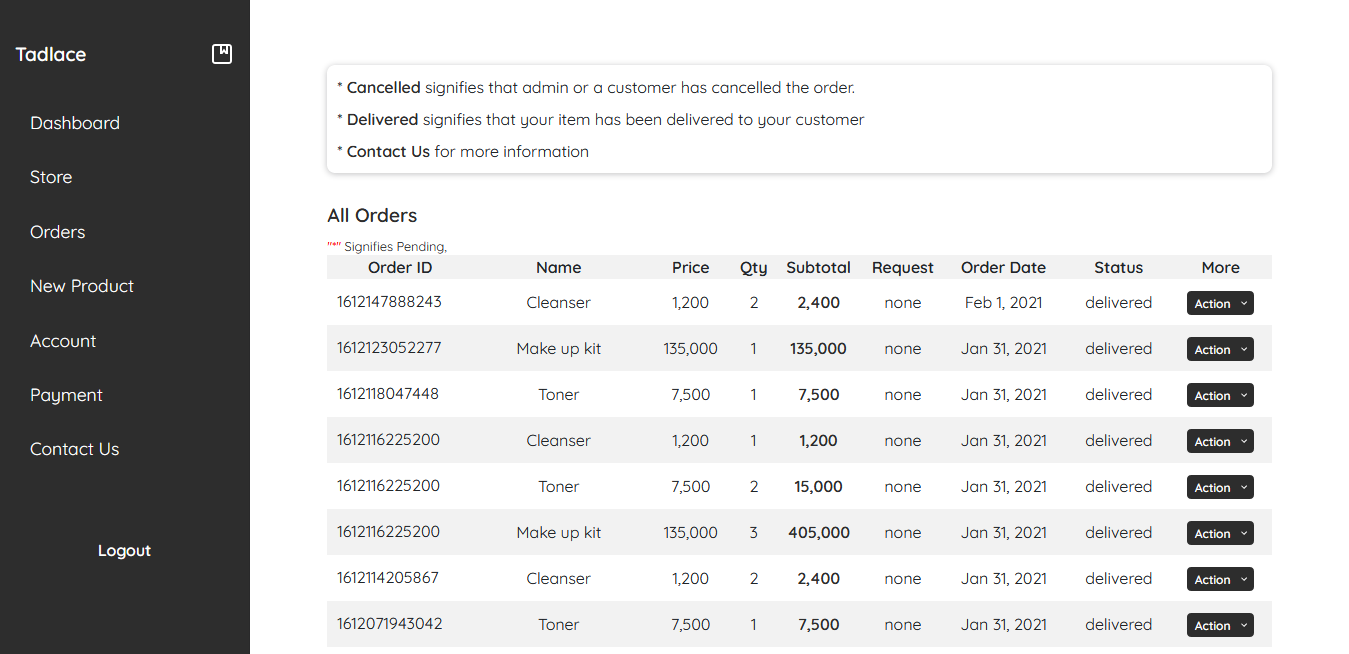 Tadlace
Dashboard
Store
Orders
New Product
Account
Payment
Contact Us
Logout
* Cancelled signifies that admin or a customer has cancelled the order.
* Delivered signifies that your item has been delivered to your customer
* Contact Us for more information
All Orders
"*" Signifies Pending,
Order ID Name Price Qty Subtotal Request Order Date Status More
1612147888243 Cleanser 1,200 2 2,400 none Feb 1, 2021 delivered Action
1612123052277 Make up kit 135,000 1 135,000 none Jan 31, 2021 delivered Action
1612118047448 Toner 7,500 1 7,500 none Jan 31, 2021 delivered Action
1612116225200 Cleanser 1,200 1 1,200 none Jan 31, 2021 delivered Action
1612116225200 Toner 7,500 2 15,000 none Jan 31, 2021 delivered Action
1612116225200 Make up kit 135,000 3 405,000 none Jan 31, 2021 delivered Action
1612114205867 Cleanser 1,200 2 2,400 none Jan 31, 2021 delivered Action
1612071943042 Toner 7,500 1 7,500 none Jan 31, 2021 delivered Action